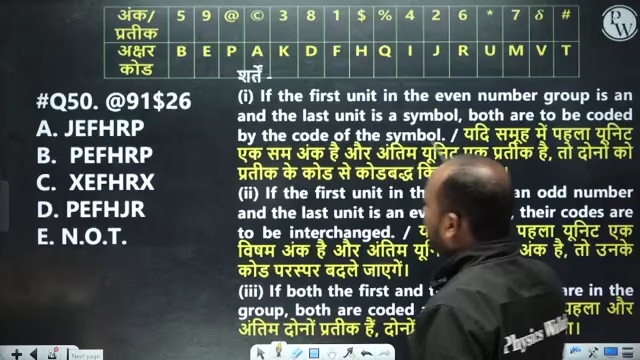 अंक/ प्रतीक 5 9 @ © 3 8 1 $ % 4 2 6 * 7 δ #
अक्षर कोड B E P A K D F H Q I J R U M V T
#Q50. @91$26
A. JEFHRP
B. PEFHRP
C. XEFHRX
D. PEFHJR
E. N.O.T.
शर्तें -
(i) If the first unit in the even number group is an
and the last unit is a symbol, both are to be coded
by the code of the symbol. / यदि समूह में पहला यूनिट
एक सम अंक है और अंतिम यूनिट एक प्रतीक है, तो दोनों को
प्रतीक के कोड से कोडबद्ध
(ii) If the first unit in the an odd number
and the last unit is an their codes are
to be interchanged. / पहला यूनिट एक
विषम अंक है और अंतिम अंक है, तो उनके
कोड परस्पर बदले जाएगें।
(iii) If both the first and are in the
group, both are coded पहला और
अंतिम दोनों प्रतीक हैं, दोनों
PW
Next page